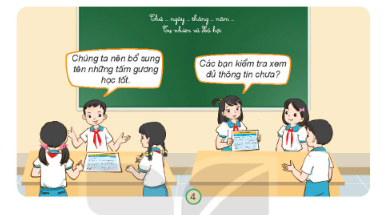 Thứ ... ngày ... tháng ... năm ...
Tự nhiên và Xã hội
Chúng ta nên bổ sung
tên những tấm gương
học tốt.
Các bạn kiểm tra xem
đủ thông tin chưa?
4